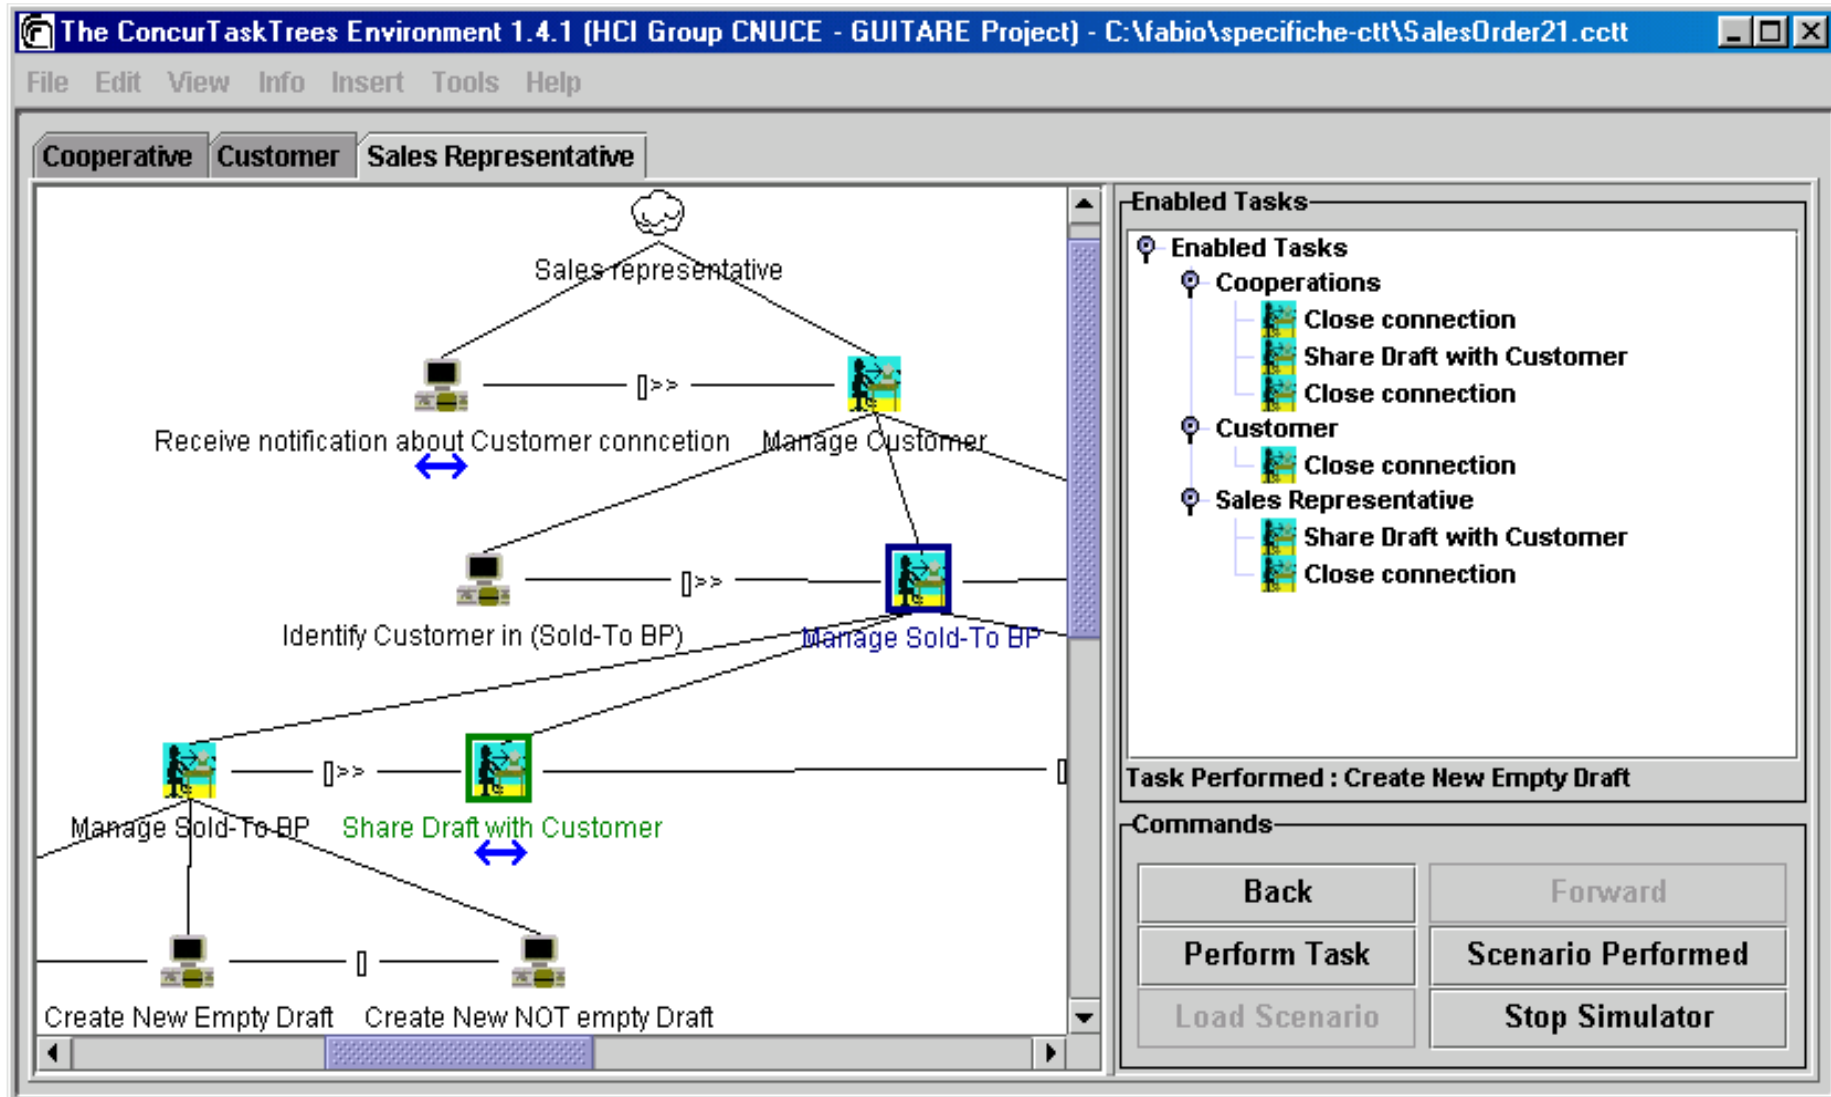 The ConcurTaskTrees Environment 1.4.1 (HCI Group CNUCE - GUITARE Project) - C:\fabio\specifiche-ctt\SalesOrder21.cctt
File Edit View Info Insert Tools Help
Cooperative Customer Sales Representative
Sales representative
[]>>
Receive notification about Customer conncetion Manage Customer
[]>>
Identify Customer in (Sold-To BP) Manage Sold-To BP
[]>> []
Manage Sold-To BP Share Draft with Customer
[]
Create New Empty Draft Create New NOT empty Draft
Enabled Tasks
Enabled Tasks
Cooperations
Close connection
Share Draft with Customer
Close connection
Customer
Close connection
Sales Representative
Share Draft with Customer
Close connection
Task Performed : Create New Empty Draft
Commands
Back Forward
Perform Task Scenario Performed
Load Scenario Stop Simulator